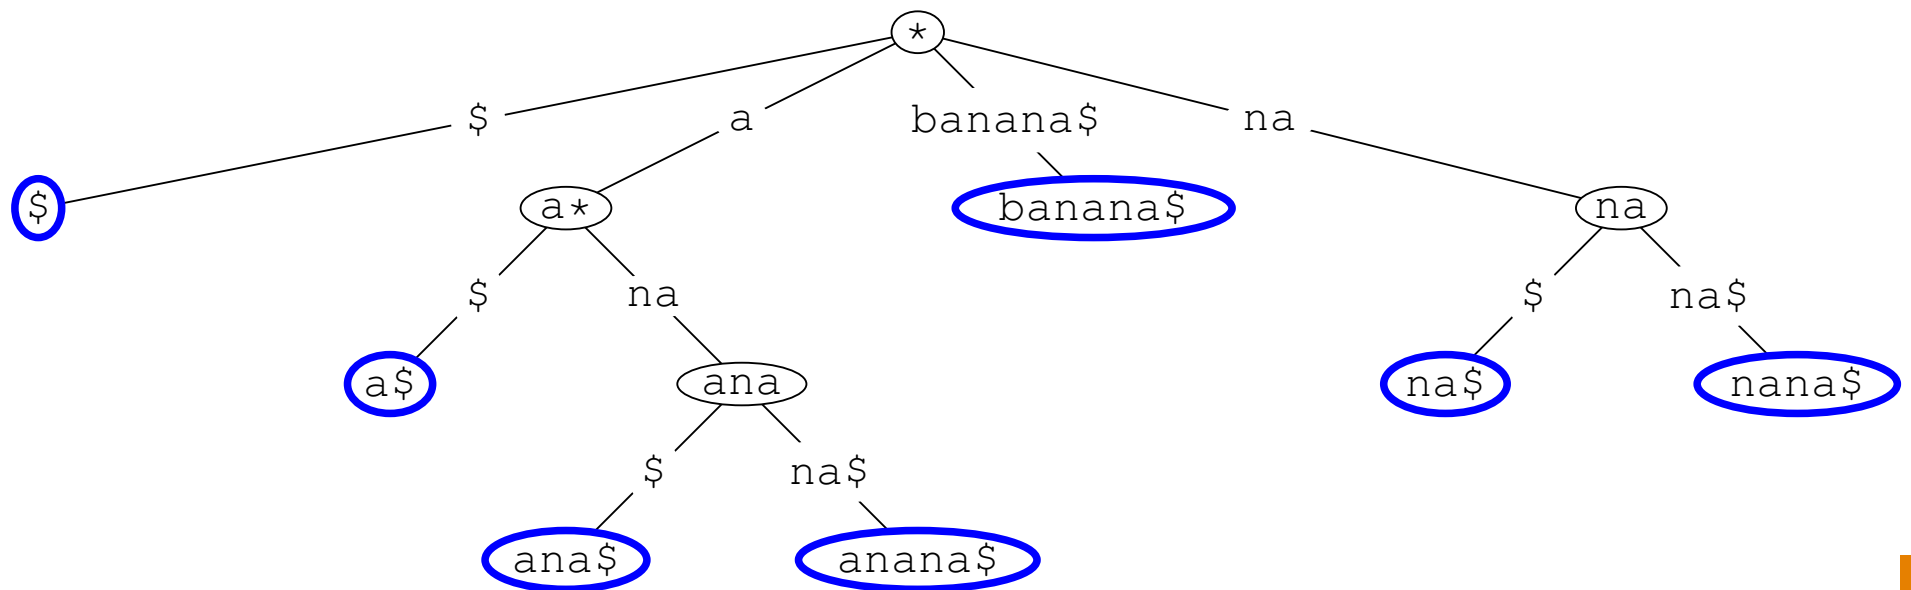 *
$ a banana$ na
$ a* banana$ na
$ na $ na$
a$ ana na$ nana$
$ na$
ana$ anana$